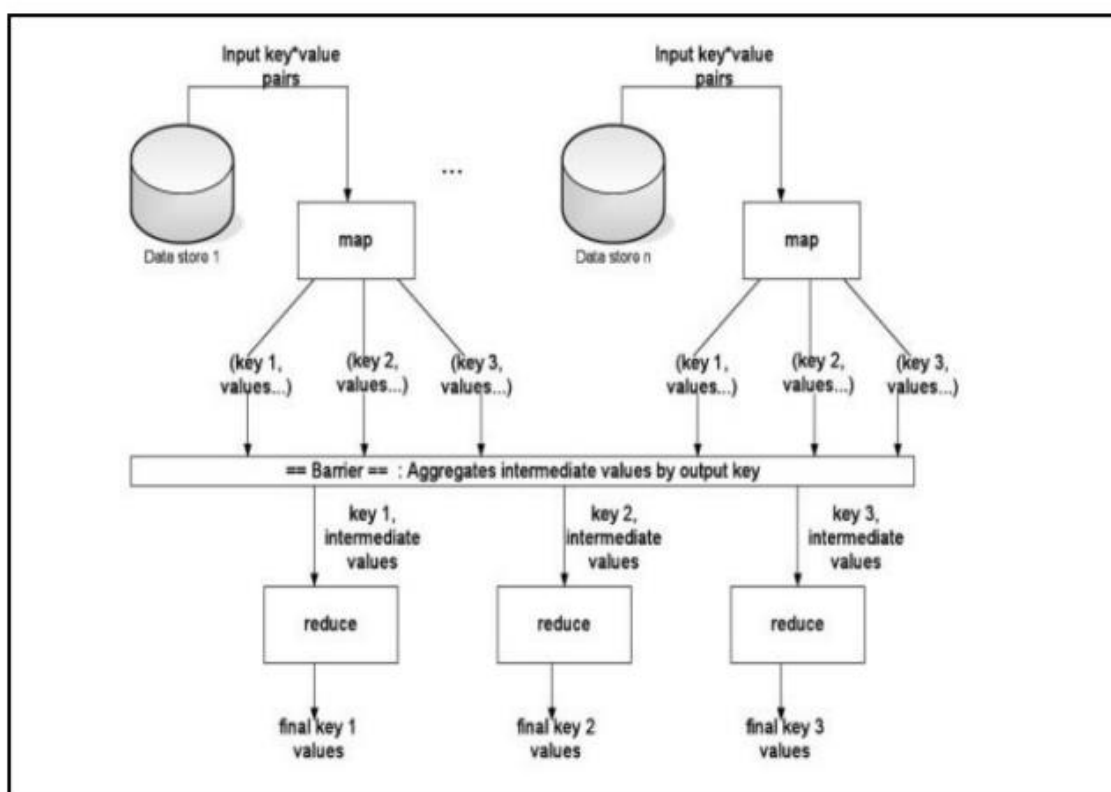 Input key*value
pairs
Input key*value
pairs
...
Data store 1
map
Data store n
map
(key 1,
values...)
(key 2,
values...)
(key 3,
values...)
(key 1,
values...)
(key 2,
values...)
(key 3,
values...)
== Barrier == : Aggregates intermediate values by output key
key 1,
intermediate
values
key 2,
intermediate
values
key 3,
intermediate
values
reduce
reduce
reduce
final key 1
values
final key 2
values
final key 3
values